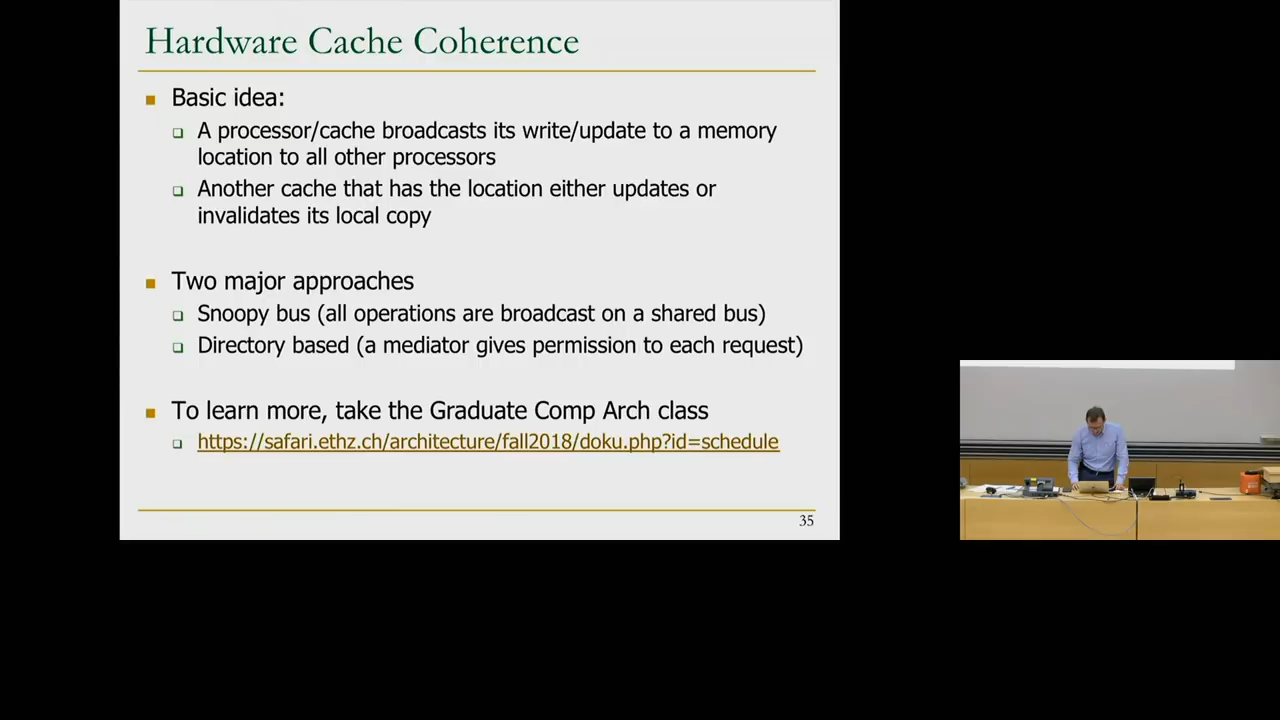 Hardware Cache Coherence
Basic idea:
A processor/cache broadcasts its write/update to a memory
location to all other processors
Another cache that has the location either updates or
invalidates its local copy
Two major approaches
Snoopy bus (all operations are broadcast on a shared bus)
Directory based (a mediator gives permission to each request)
To learn more, take the Graduate Comp Arch class
https://safari.ethz.ch/architecture/fall2018/doku.php?id=schedule
35